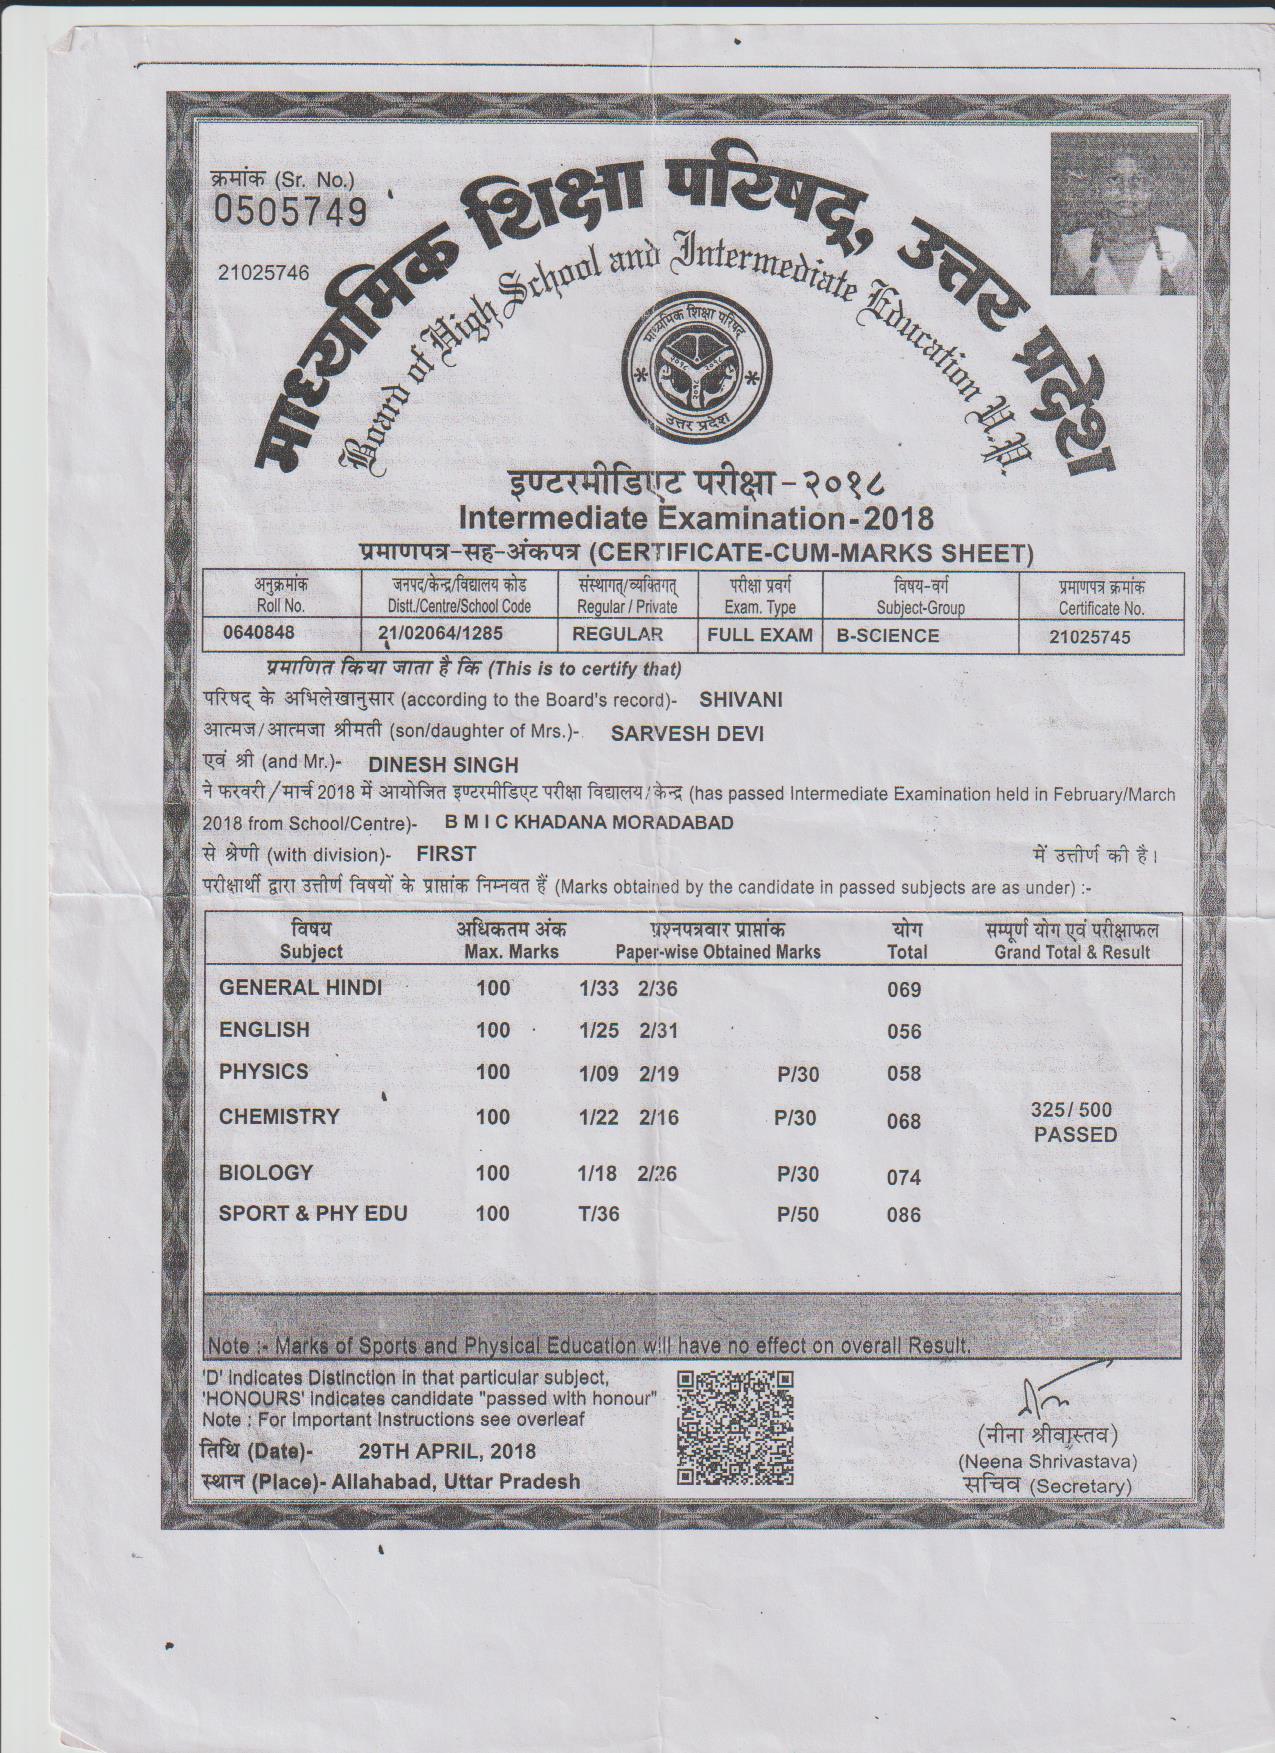 क्रमांक (Sr. No.)
0505749
21025746
माध्यमिक शिक्षा परिषद्, उत्तर प्रदेश
Board of High School and Intermediate Education U.P.
माध्यमिक शिक्षा परिषद
उत्तर प्रदेश
इण्टरमीडिएट परीक्षा-२०१८
Intermediate Examination-2018
प्रमाणपत्र-सह-अंकपत्र (CERTIFICATE-CUM-MARKS SHEET)
अनुक्रमांक जनपद/केन्द्र/विद्यालय कोड संस्थागत्/व्यक्तिगत् परीक्षा प्रवर्ग विषय-वर्ग प्रमाणपत्र क्रमांक
Roll No. Distt./Centre/School Code Regular / Private Exam. Type Subject-Group Certificate No.
0640848 21/02064/1285 REGULAR FULL EXAM B-SCIENCE 21025745
प्रमाणित किया जाता है कि (This is to certify that)
परिषद् के अभिलेखानुसार (according to the Board's record)- SHIVANI
आत्मज/आत्मजा श्रीमती (son/daughter of Mrs.)- SARVESH DEVI
एवं श्री (and Mr.)- DINESH SINGH
ने फरवरी/मार्च 2018 में आयोजित इण्टरमीडिएट परीक्षा विद्यालय/केन्द्र (has passed Intermediate Examination held in February/March
2018 from School/Centre)- B M I C KHADANA MORADABAD
से श्रेणी (with division)- FIRST में उत्तीर्ण की है।
परीक्षार्थी द्वारा उत्तीर्ण विषयों के प्राप्तांक निम्नवत हैं (Marks obtained by the candidate in passed subjects are as under) :-
विषय अधिकतम अंक प्रश्नपत्रवार प्राप्तांक योग सम्पूर्ण योग एवं परीक्षाफल
Subject Max. Marks Paper-wise Obtained Marks Total Grand Total & Result
GENERAL HINDI 100 1/33 2/36 069
ENGLISH 100 1/25 2/31 056
PHYSICS 100 1/09 2/19 P/30 058
CHEMISTRY 100 1/22 2/16 P/30 068 325/ 500
PASSED
BIOLOGY 100 1/18 2/26 P/30 074
SPORT & PHY EDU 100 T/36 P/50 086
Note :- Marks of Sports and Physical Education will have no effect on overall Result.
'D' indicates Distinction in that particular subject,
'HONOURS' indicates candidate "passed with honour"
Note : For Important Instructions see overleaf
तिथि (Date)- 29TH APRIL, 2018
स्थान (Place)- Allahabad, Uttar Pradesh
(नीना श्रीवास्तव)
(Neena Shrivastava)
सचिव (Secretary)